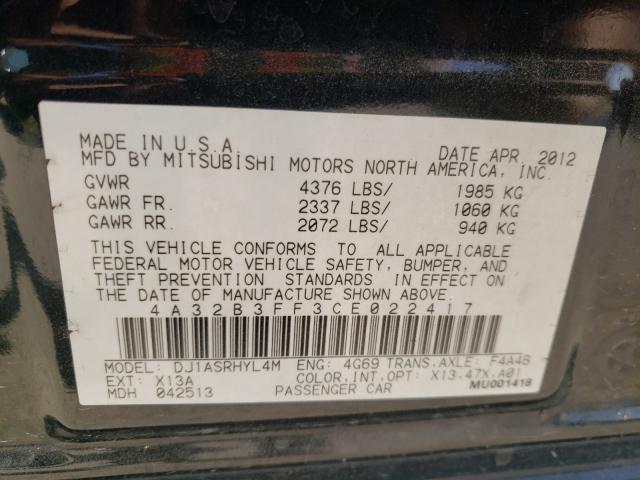 MADE IN U.S.A. DATE APR. 2012
MFD BY MITSUBISHI MOTORS NORTH AMERICA, INC.
GVWR 4376 LBS/ 1985 KG
GAWR FR. 2337 LBS/ 1060 KG
GAWR RR. 2072 LBS/ 940 KG
THIS VEHICLE CONFORMS TO ALL APPLICABLE
FEDERAL MOTOR VEHICLE SAFETY, BUMPER, AND
THEFT PREVENTION STANDARDS IN EFFECT ON
THE DATE OF MANUFACTURE SHOWN ABOVE.
4A32B3FF3CE022417
MODEL: DJ1ASRHYL4M ENG: 4G69 TRANS.AXLE: F4A4B
EXT: X13A COLOR.INT.OPT: X13.47X.A01
MDH 042513 PASSENGER CAR MU001418